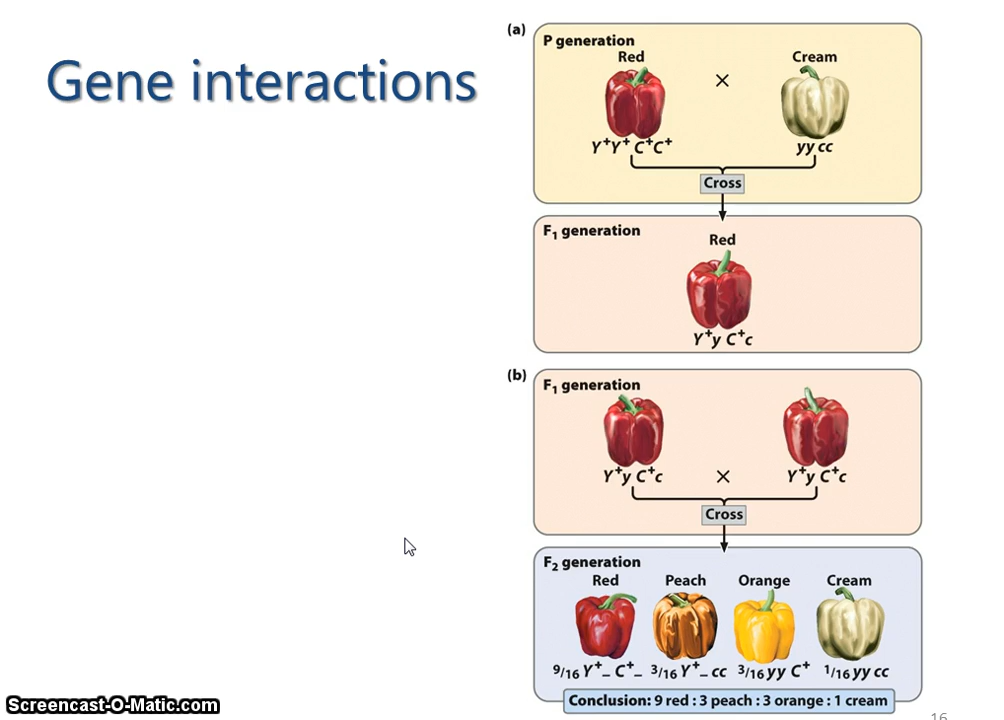 Gene interactions
(a)
P generation
Red
Cream
×
Y⁺Y⁺ C⁺C⁺
yy cc
Cross
F₁ generation
Red
Y⁺y C⁺c
(b)
F₁ generation
Y⁺y C⁺c
×
Y⁺y C⁺c
Cross
F₂ generation
Red Peach Orange Cream
9/16 Y⁺_ C⁺_ 3/16 Y⁺_ cc 3/16 yy C⁺ 1/16 yy cc
Conclusion: 9 red : 3 peach : 3 orange : 1 cream
Screencast-O-Matic.com
16